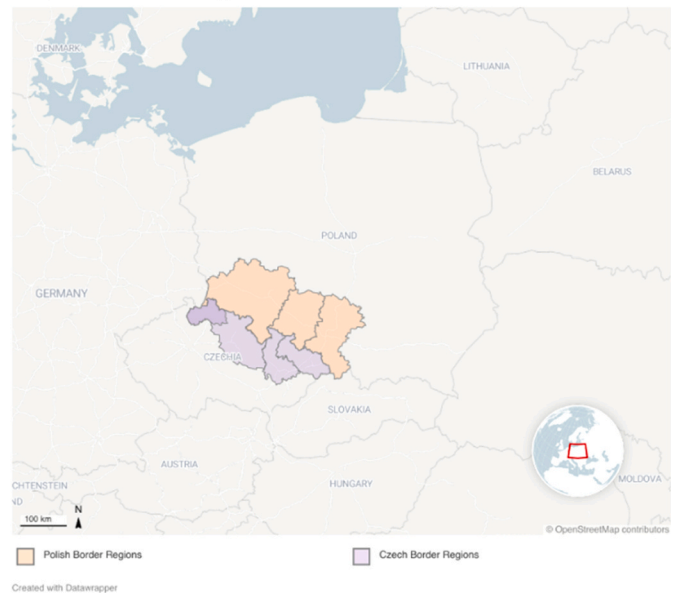 DENMARK
LITHUANIA
BELARUS
POLAND
GERMANY
CZECHIA
SLOVAKIA
AUSTRIA
HUNGARY
CHTENSTEIN
ND
MOLDOVA
N
100 km
© OpenStreetMap contributors
Polish Border Regions
Czech Border Regions
Created with Datawrapper